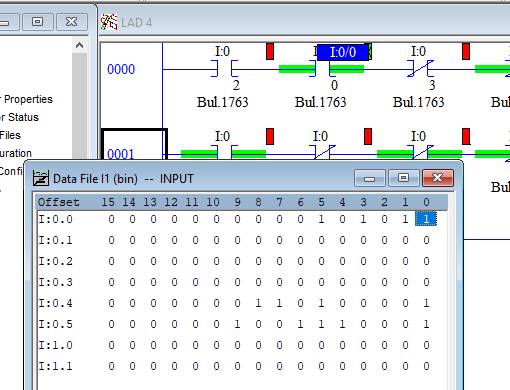 LAD 4
Properties
r Status
Files
uration
Confi
0000
I:0
I:0/0
I:0
2
0
3
Bul.1763
Bul.1763
Bul.1763
Bu
0001
I:0
I:0
I:0
Data File I1 (bin) -- INPUT
Offset 15 14 13 12 11 10 9 8 7 6 5 4 3 2 1 0
I:0.0 0 0 0 0 0 0 0 0 0 0 1 0 1 0 1 1
I:0.1 0 0 0 0 0 0 0 0 0 0 0 0 0 0 0 0
I:0.2 0 0 0 0 0 0 0 0 0 0 0 0 0 0 0 0
I:0.3 0 0 0 0 0 0 0 0 0 0 0 0 0 0 0 0
I:0.4 0 0 0 0 0 0 0 1 1 0 1 0 0 0 0 1
I:0.5 0 0 0 0 0 0 1 0 0 1 1 1 0 0 0 1
I:1.0 0 0 0 0 0 0 0 0 0 0 0 0 0 0 0 0
I:1.1 0 0 0 0 0 0 0 0 0 0 0 0 0 0 0 0
0